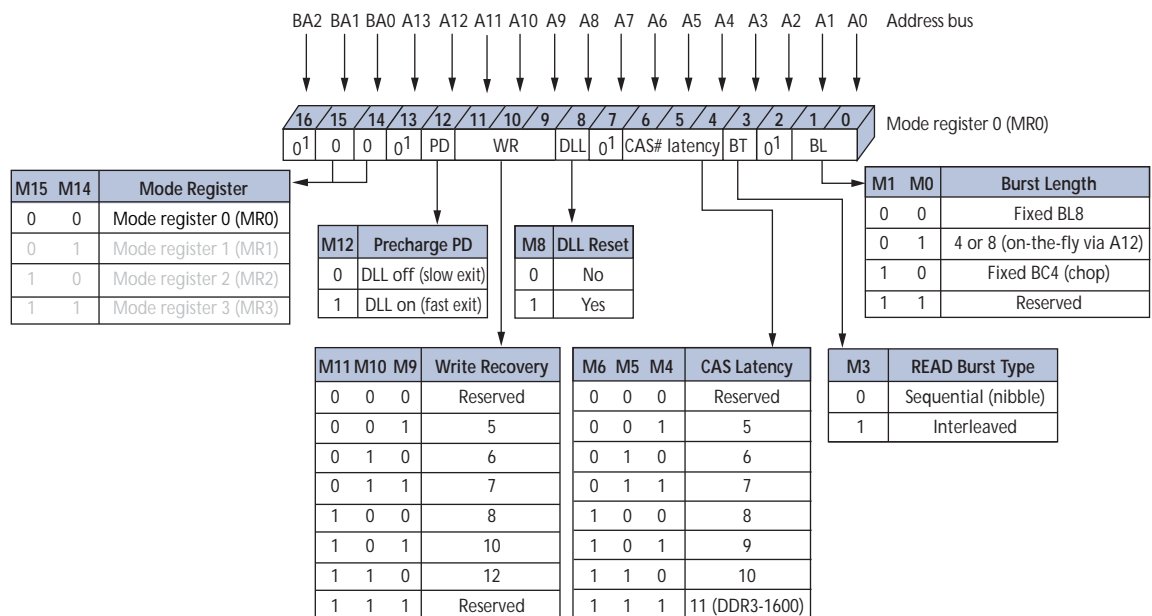 BA2 BA1 BA0 A13 A12 A11 A10 A9 A8 A7 A6 A5 A4 A3 A2 A1 A0 Address bus
16 15 14 13 12 11 10 9 8 7 6 5 4 3 2 1 0
Mode register 0 (MR0)
0¹ 0 0 0¹ PD WR DLL 0¹ CAS# latency BT 0¹ BL
M15 M14 Mode Register
0 0 Mode register 0 (MR0)
0 1 Mode register 1 (MR1)
1 0 Mode register 2 (MR2)
1 1 Mode register 3 (MR3)
M12 Precharge PD
0 DLL off (slow exit)
1 DLL on (fast exit)
M8 DLL Reset
0 No
1 Yes
M1 M0 Burst Length
0 0 Fixed BL8
0 1 4 or 8 (on-the-fly via A12)
1 0 Fixed BC4 (chop)
1 1 Reserved
M11 M10 M9 Write Recovery
0 0 0 Reserved
0 0 1 5
0 1 0 6
0 1 1 7
1 0 0 8
1 0 1 10
1 1 0 12
1 1 1 Reserved
M6 M5 M4 CAS Latency
0 0 0 Reserved
0 0 1 5
0 1 0 6
0 1 1 7
1 0 0 8
1 0 1 9
1 1 0 10
1 1 1 11 (DDR3-1600)
M3 READ Burst Type
0 Sequential (nibble)
1 Interleaved